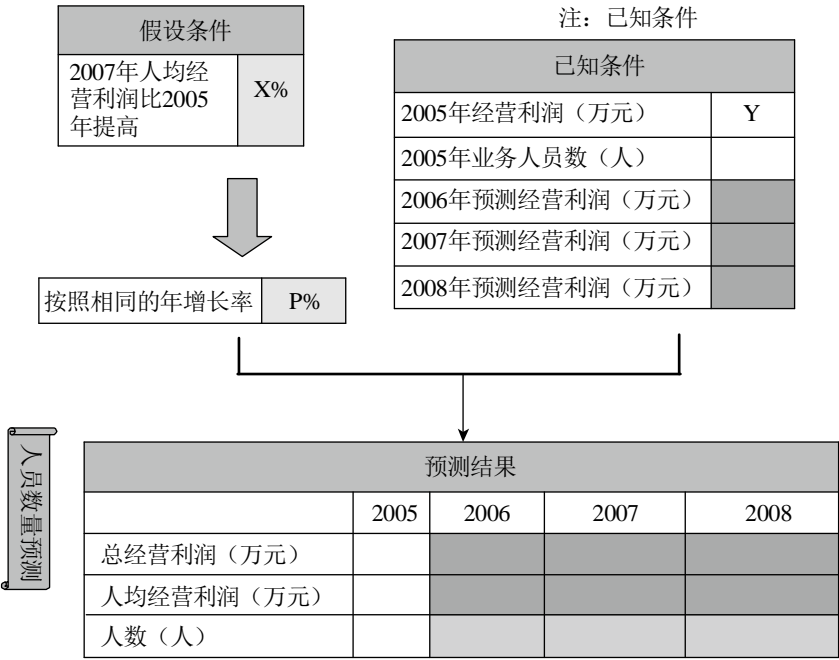 假设条件
2007年人均经
营利润比2005
年提高
X%
按照相同的年增长率 P%
注：已知条件
已知条件
2005年经营利润（万元） Y
2005年业务人员数（人）
2006年预测经营利润（万元）
2007年预测经营利润（万元）
2008年预测经营利润（万元）
人员数量预测
预测结果
2005 2006 2007 2008
总经营利润（万元）
人均经营利润（万元）
人数（人）